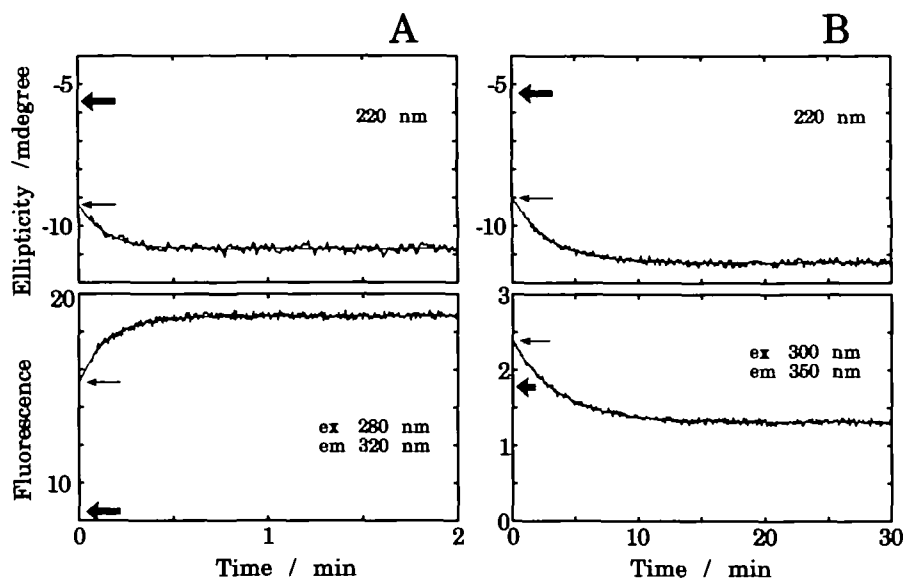 A
B
Ellipticity /mdegree
-5
-10
220 nm
-5
-10
220 nm
Fluorescence
20
10
ex 280 nm
em 320 nm
3
2
1
0
ex 300 nm
em 350 nm
0
1
2
Time / min
0
10
20
30
Time / min